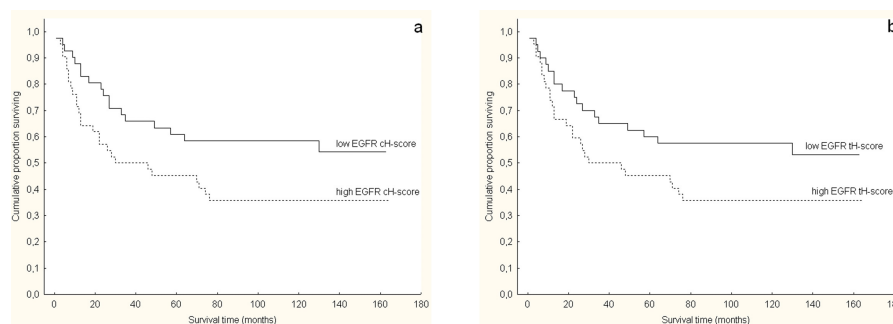 a
1,0
0,9
0,8
0,7
0,6
0,5
0,4
0,3
0,2
0,1
0,0
Cumulative proportion surviving
low EGFR cH-score
high EGFR cH-score
0 20 40 60 80 100 120 140 160 180
Survival time (months)
b
1,0
0,9
0,8
0,7
0,6
0,5
0,4
0,3
0,2
0,1
0,0
Cumulative proportion surviving
low EGFR tH-score
high EGFR tH-score
0 20 40 60 80 100 120 140 160 180
Survival time (months)